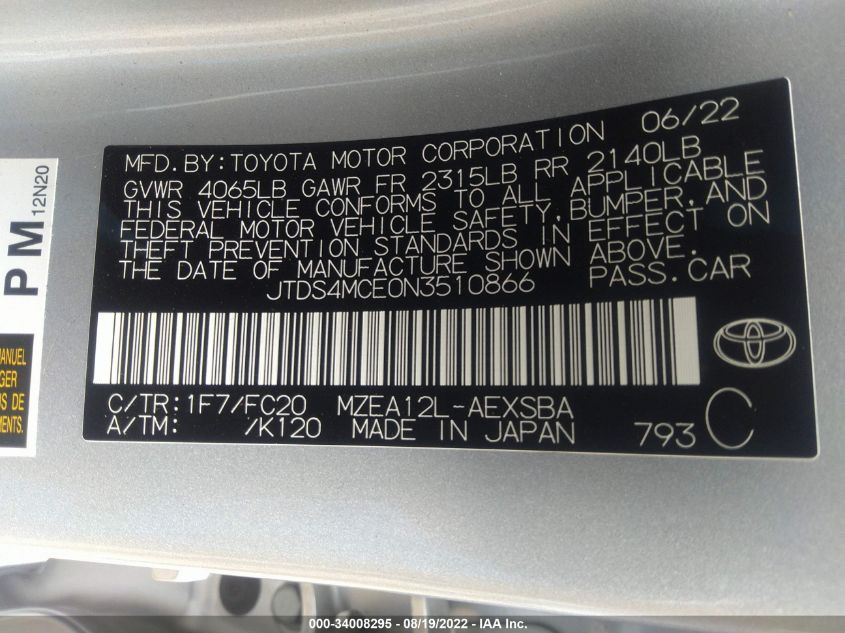 MFD.BY:TOYOTA MOTOR CORPORATION 06/22
GVWR 4065LB GAWR FR 2315LB RR 2140LB
THIS VEHICLE CONFORMS TO ALL APPLICABLE
FEDERAL MOTOR VEHICLE SAFETY,BUMPER,AND
THEFT PREVENTION STANDARDS IN EFFECT ON
THE DATE OF MANUFACTURE SHOWN ABOVE.
JTDS4MCE0N3510866 PASS.CAR
C/TR:1F7/FC20 MZEA12L-AEXSBA
A/TM: /K120 MADE IN JAPAN 793 C
PM
12N20
MANUEL
US DE
000-34008295 - 08/19/2022 - IAA Inc.